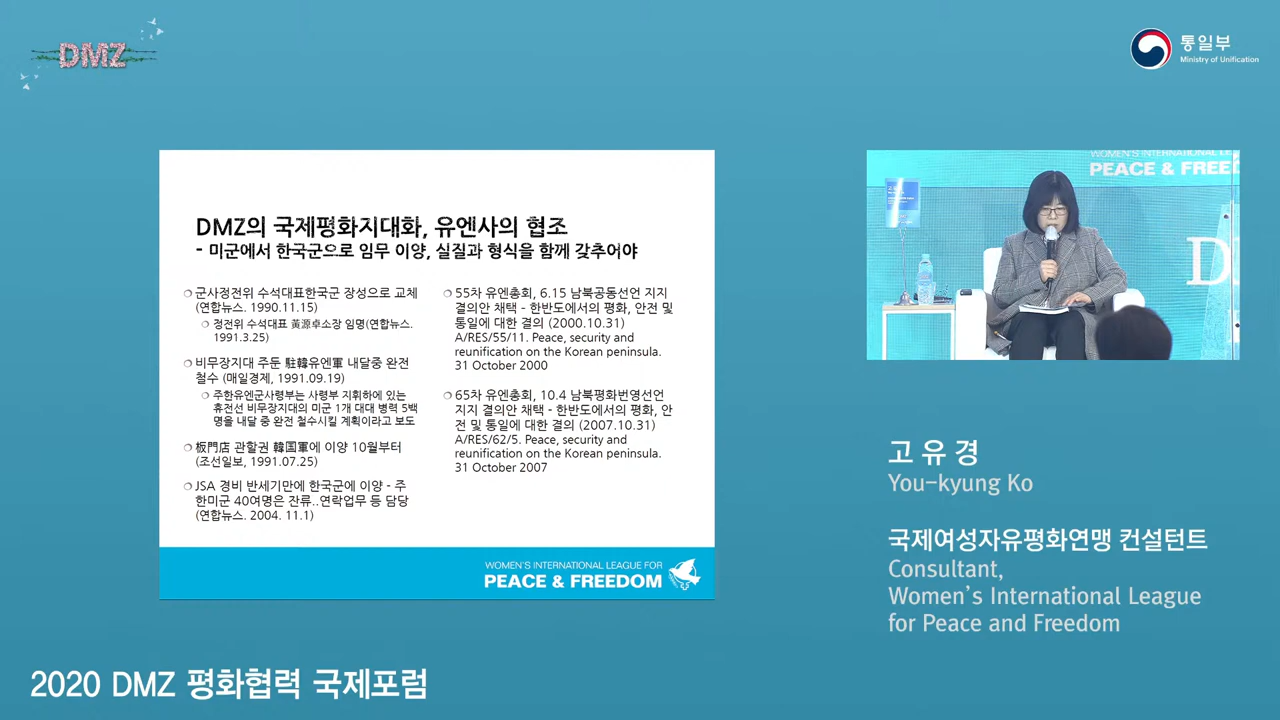 DMZ
통일부
Ministry of Unification
DMZ의 국제평화지대화, 유엔사의 협조
- 미군에서 한국군으로 임무 이양, 실질과 형식을 함께 갖추어야
군사정전위 수석대표한국군 장성으로 교체
(연합뉴스. 1990.11.15)
정전위 수석대표 黃源卓소장 임명(연합뉴스.
1991.3.25)
비무장지대 주둔 駐韓유엔軍 내달중 완전
철수 (매일경제, 1991.09.19)
주한유엔군사령부는 사령부 지휘하에 있는
휴전선 비무장지대의 미군 1개 대대 병력 5백
명을 내달 중 완전 철수시킬 계획이라고 보도
板門店 관할권 韓国軍에 이양 10월부터
(조선일보, 1991.07.25)
JSA 경비 반세기만에 한국군에 이양 - 주
한미군 40여명은 잔류..연락업무 등 담당
(연합뉴스. 2004. 11.1)
55차 유엔총회, 6.15 남북공동선언 지지
결의안 채택 - 한반도에서의 평화, 안전 및
통일에 대한 결의 (2000.10.31)
A/RES/55/11. Peace, security and
reunification on the Korean peninsula.
31 October 2000
65차 유엔총회, 10.4 남북평화번영선언
지지 결의안 채택 - 한반도에서의 평화, 안
전 및 통일에 대한 결의 (2007.10.31)
A/RES/62/5. Peace, security and
reunification on the Korean peninsula.
31 October 2007
WOMEN'S INTERNATIONAL LEAGUE FOR
PEACE & FREEDOM
WOMEN'S INTERNATIONAL LE
PEACE & FREE
D
고유경
You-kyung Ko
국제여성자유평화연맹 컨설턴트
Consultant,
Women's International League
for Peace and Freedom
2020 DMZ 평화협력 국제포럼